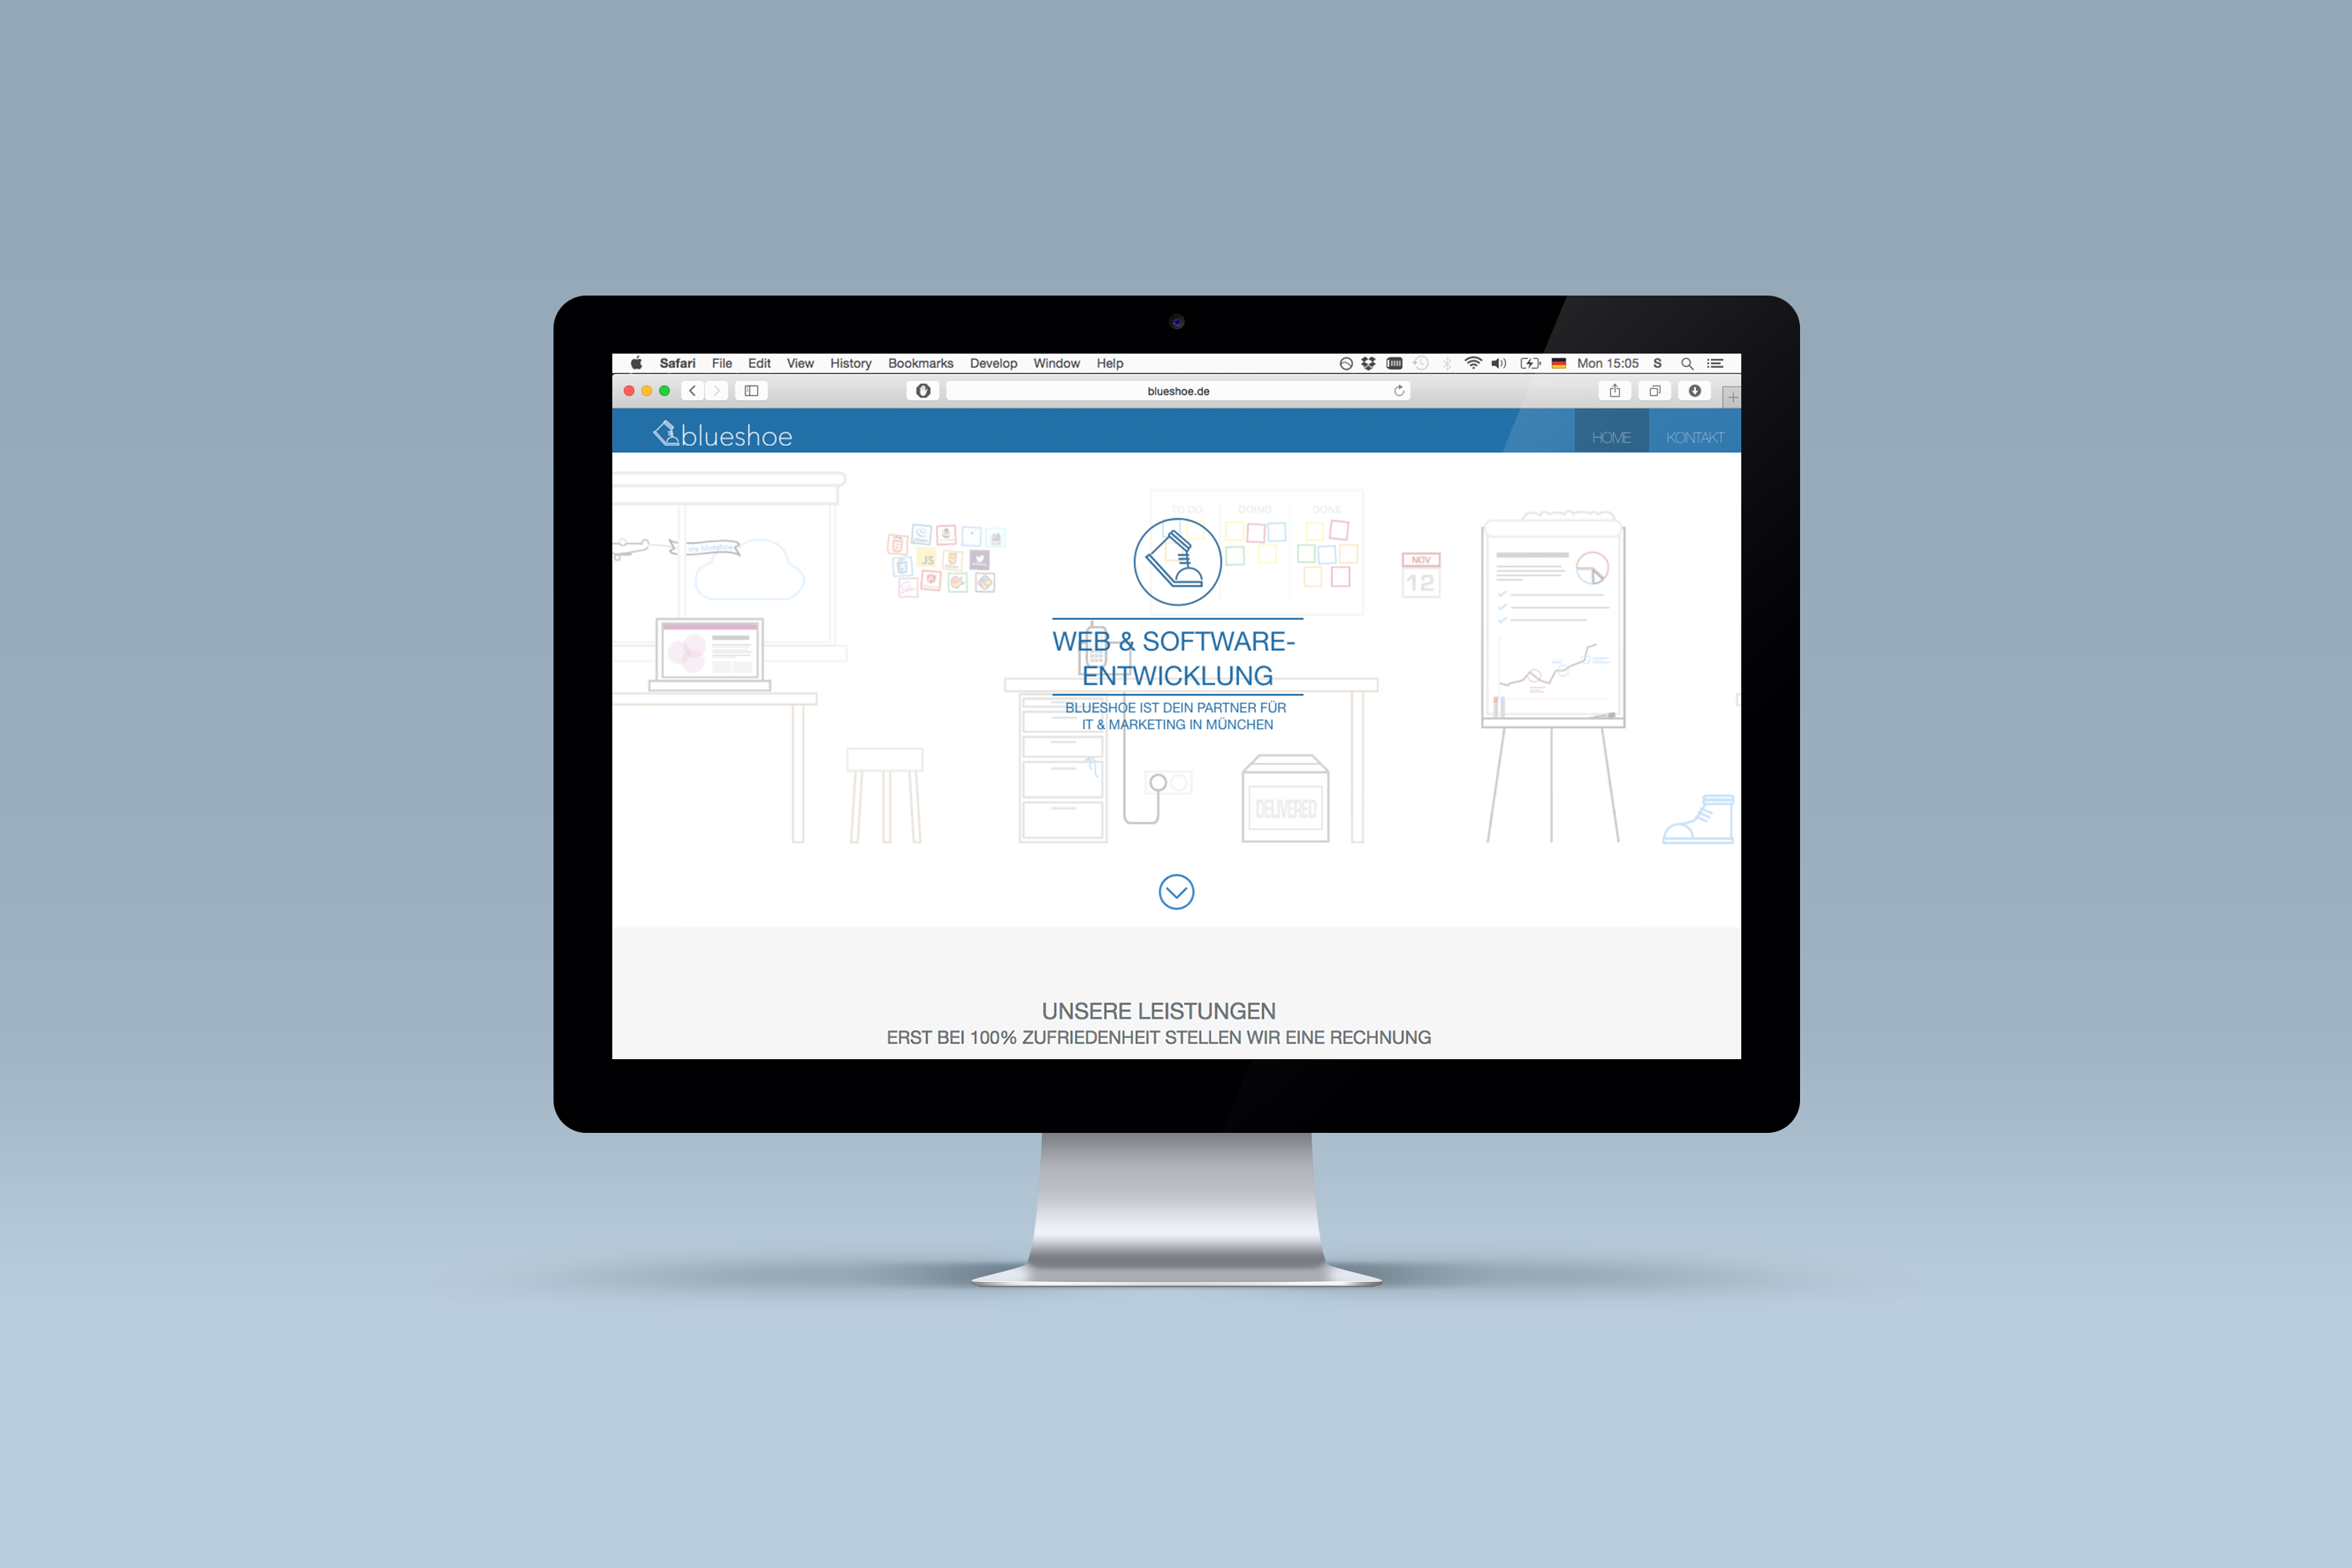 Safari File Edit View History Bookmarks Develop Window Help Mon 15:05 S
blueshoe.de
blueshoe HOME KONTAKT
TO DO DOING DONE
blueshoe
JS
NOV
12
WEB & SOFTWARE-
ENTWICKLUNG
BLUESHOE IST DEIN PARTNER FÜR
IT & MARKETING IN MÜNCHEN
DELIVERED
UNSERE LEISTUNGEN
ERST BEI 100% ZUFRIEDENHEIT STELLEN WIR EINE RECHNUNG